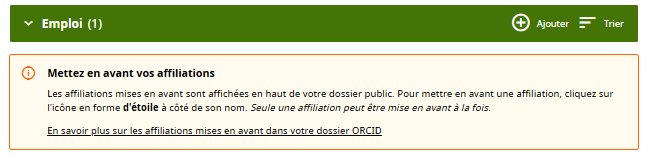 Emploi (1) Ajouter Trier
Mettez en avant vos affiliations
Les affiliations mises en avant sont affichées en haut de votre dossier public. Pour mettre en avant une affiliation, cliquez sur
l'icône en forme d'étoile à côté de son nom. Seule une affiliation peut être mise en avant à la fois.
En savoir plus sur les affiliations mises en avant dans votre dossier ORCID